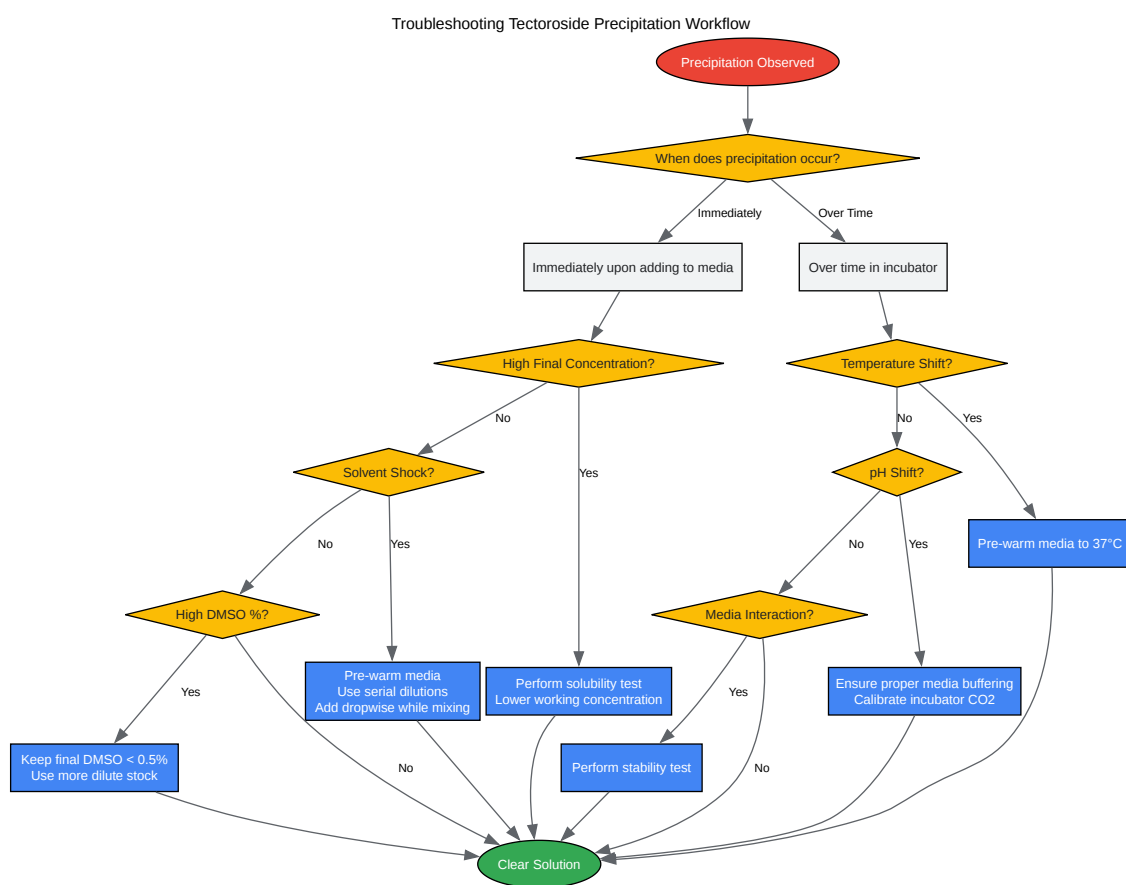 Troubleshooting Tectoroside Precipitation Workflow
Precipitation Observed
When does precipitation occur?
Immediately
Over Time
Immediately upon adding to media
Over time in incubator
High Final Concentration?
Temperature Shift?
No
Yes
No
Yes
Solvent Shock?
pH Shift?
No
Yes
No
Yes
Pre-warm media to 37°C
High DMSO %?
Media Interaction?
Yes
No
Pre-warm media
Use serial dilutions
Add dropwise while mixing
Perform solubility test
Lower working concentration
Yes
No
Ensure proper media buffering
Calibrate incubator CO2
Keep final DMSO < 0.5%
Use more dilute stock
Perform stability test
Clear Solution